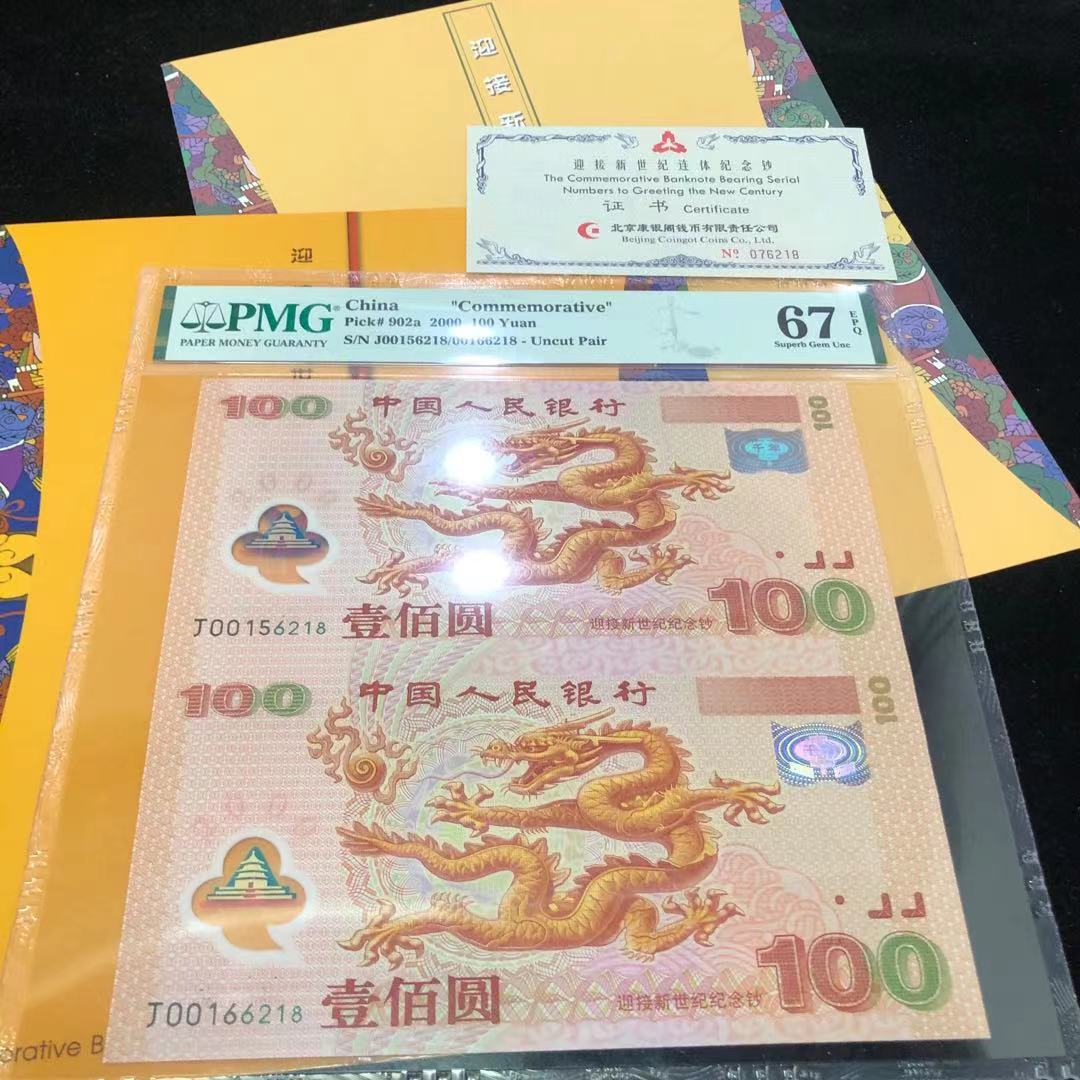 迎接新
迎接新世纪连体纪念钞
The Commemorative Banknote Bearing Serial
Numbers to Greeting the New Century
证书 Certificate
北京康银阁钱币有限责任公司
Beijing Coingot Coins Co., Ltd.
Nº 076218
迎
世
PMG
PAPER MONEY GUARANTY
China "Commemorative"
Pick# 902a 2000 100 Yuan
S/N J00156218/00166218 - Uncut Pair
67 EPQ
Superb Gem Unc
100 中国人民银行 100
千年
J00156218 壹佰圆 迎接新世纪纪念钞 100
100 中国人民银行 100
J00166218 壹佰圆 迎接新世纪纪念钞 100
orative B